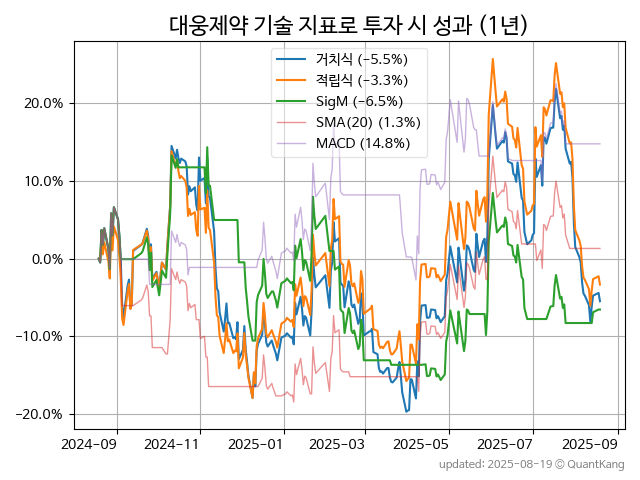 대웅제약 기술 지표로 투자 시 성과 (1년)
거치식 (−5.5%)
적립식 (−3.3%)
SigM (−6.5%)
SMA(20) (1.3%)
MACD (14.8%)
20.0%
10.0%
0.0%
−10.0%
−20.0%
2024-09 2024-11 2025-01 2025-03 2025-05 2025-07 2025-09
updated: 2025-08-19 ⓒ QuantKang